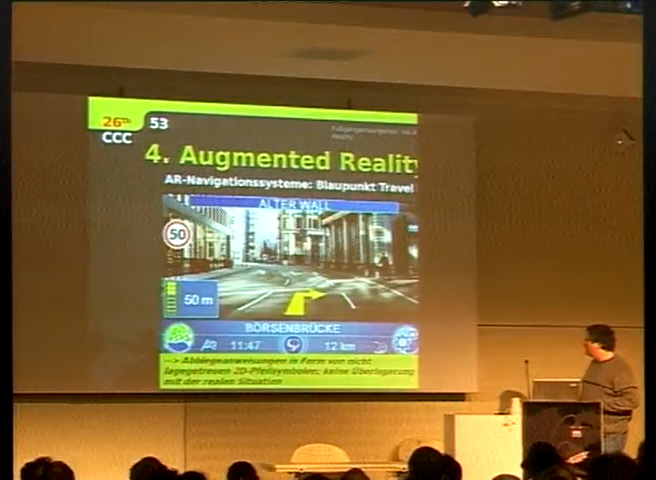 26th
CCC
53
4. Augmented Reality
AR-Navigationssysteme: Blaupunkt Travel
ALTER WALL
50
50 m
BÖRSENBRÜCKE
11:47
12 km
--> Abbiegeanweisungen in Form von nicht
lagegetreuen 2D-Pfeilsymbolen; keine Überlagerung
mit der realen Situation